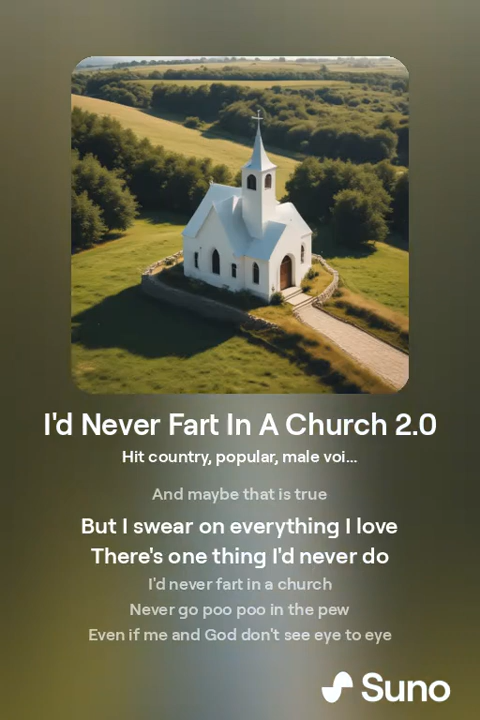 I'd Never Fart In A Church 2.0
Hit country, popular, male voi...
And maybe that is true
But I swear on everything I love
There's one thing I'd never do
I'd never fart in a church
Never go poo poo in the pew
Even if me and God don't see eye to eye
Suno